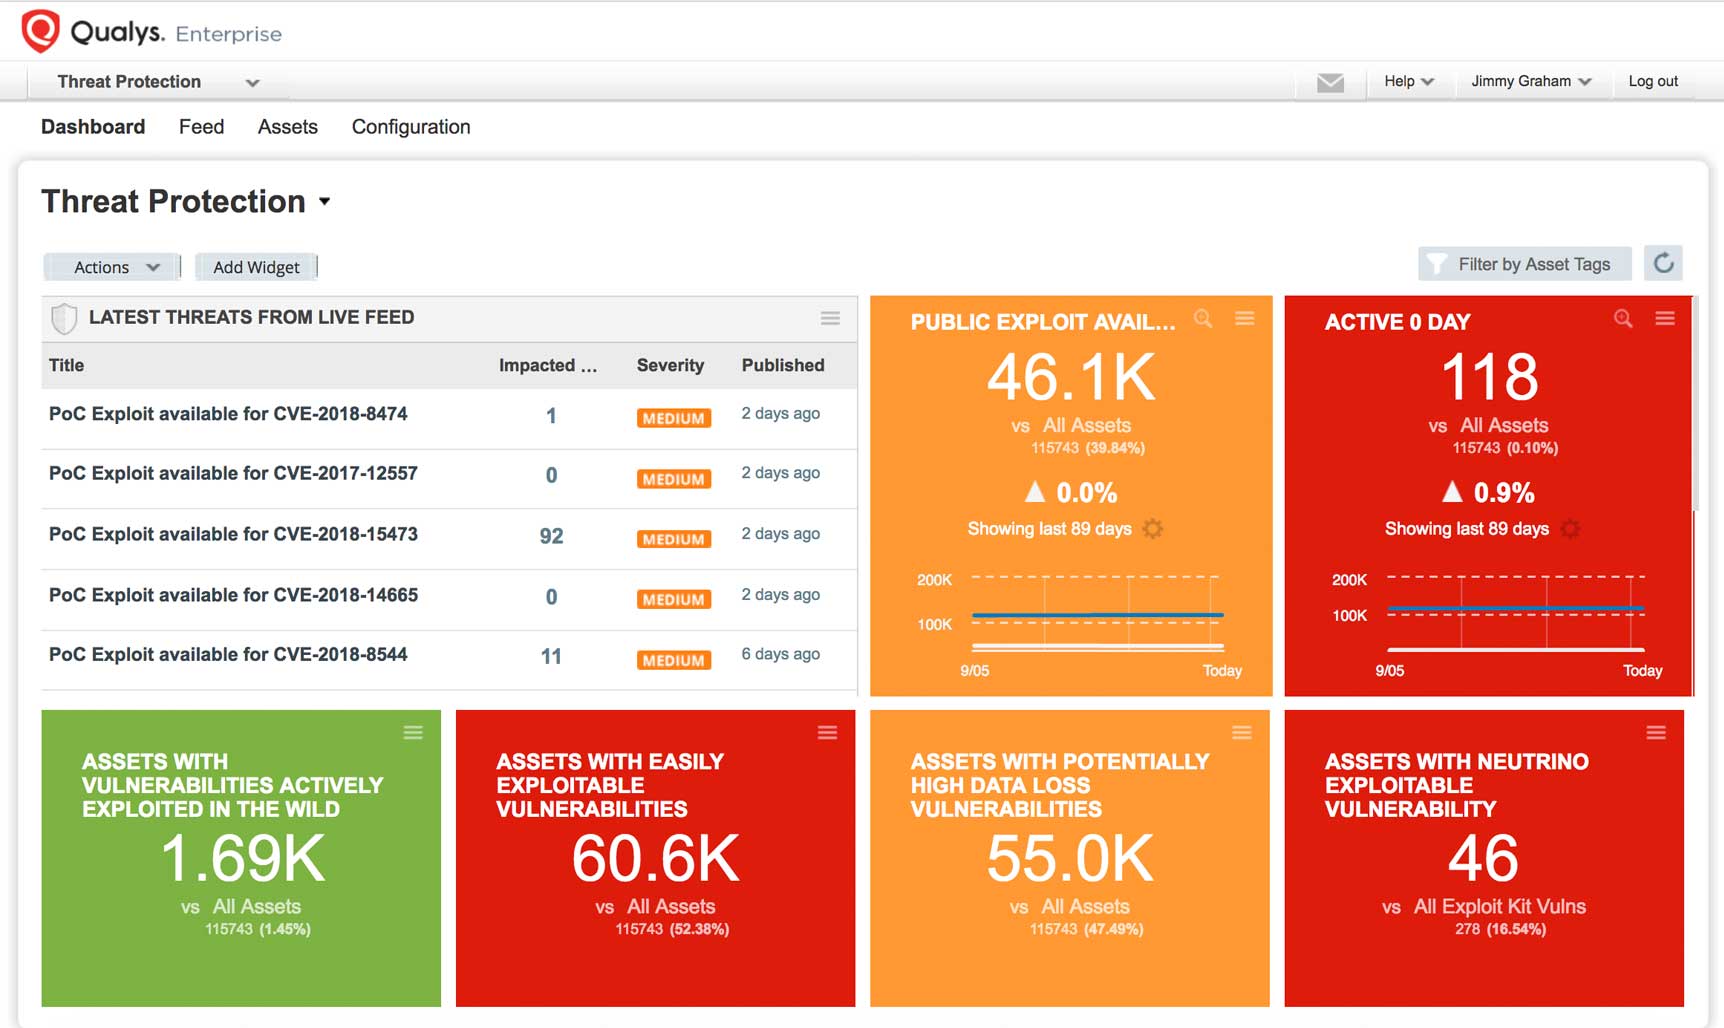 Qualys. Enterprise
Threat Protection
Help
Jimmy Graham
Log out
Dashboard Feed Assets Configuration
Threat Protection
Actions Add Widget
Filter by Asset Tags
LATEST THREATS FROM LIVE FEED
Title Impacted ... Severity Published
PoC Exploit available for CVE-2018-8474 1 MEDIUM 2 days ago
PoC Exploit available for CVE-2017-12557 0 MEDIUM 2 days ago
PoC Exploit available for CVE-2018-15473 92 MEDIUM 2 days ago
PoC Exploit available for CVE-2018-14665 0 MEDIUM 2 days ago
PoC Exploit available for CVE-2018-8544 11 MEDIUM 6 days ago
PUBLIC EXPLOIT AVAIL...
46.1K
vs All Assets
115743 (39.84%)
0.0%
Showing last 89 days
200K
100K
9/05 Today
ACTIVE 0 DAY
118
vs All Assets
115743 (0.10%)
0.9%
Showing last 89 days
200K
100K
9/05 Today
ASSETS WITH
VULNERABILITIES ACTIVELY
EXPLOITED IN THE WILD
1.69K
vs All Assets
115743 (1.45%)
ASSETS WITH EASILY
EXPLOITABLE
VULNERABILITIES
60.6K
vs All Assets
115743 (52.38%)
ASSETS WITH POTENTIALLY
HIGH DATA LOSS
VULNERABILITIES
55.0K
vs All Assets
115743 (47.49%)
ASSETS WITH NEUTRINO
EXPLOITABLE
VULNERABILITY
46
vs All Exploit Kit Vulns
278 (16.54%)